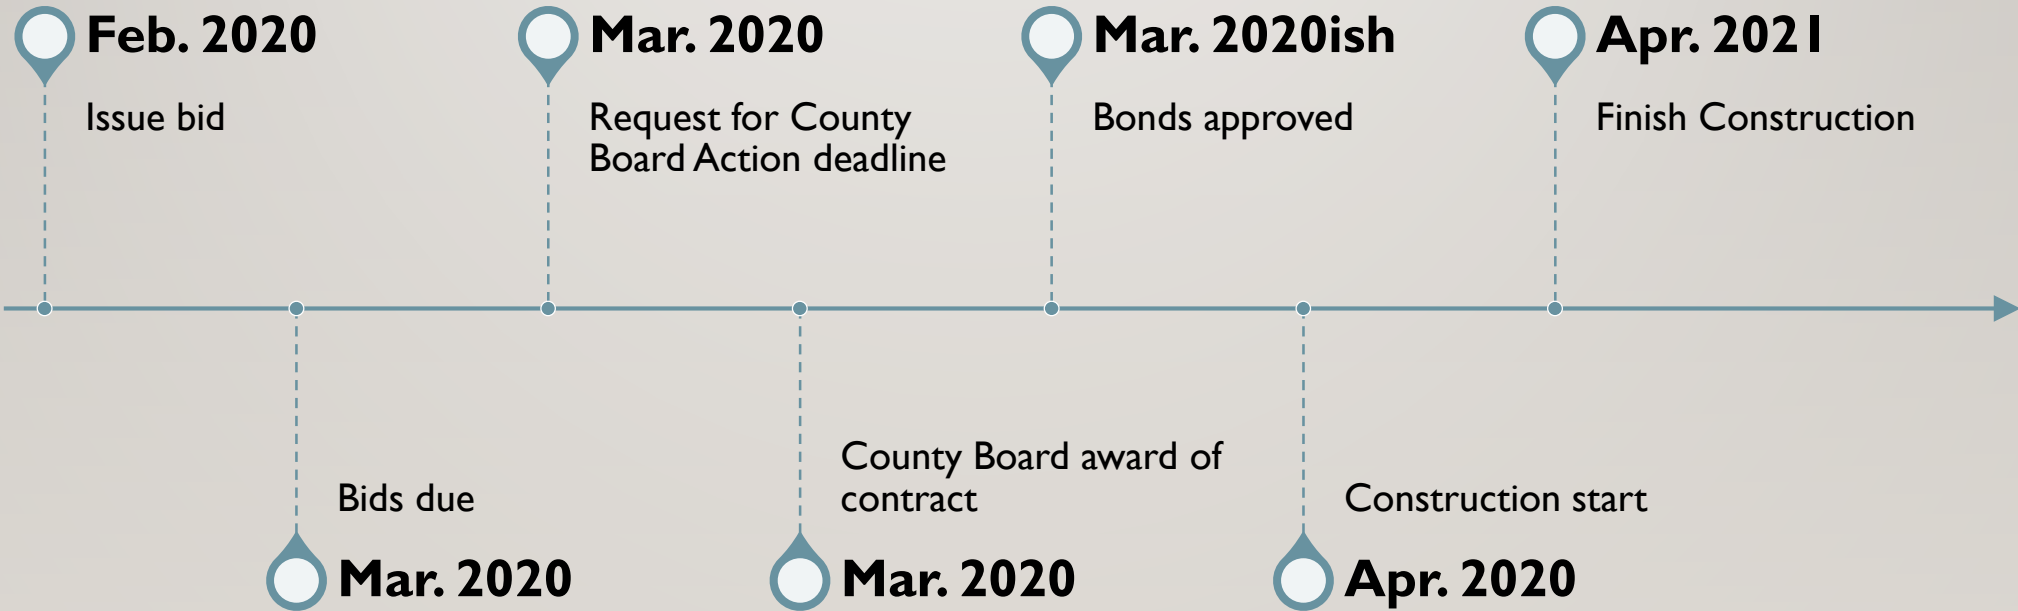 Feb. 2020
Issue bid
Mar. 2020
Request for County
Board Action deadline
Mar. 2020ish
Bonds approved
Apr. 2021
Finish Construction
Bids due
Mar. 2020
County Board award of
contract
Mar. 2020
Construction start
Apr. 2020